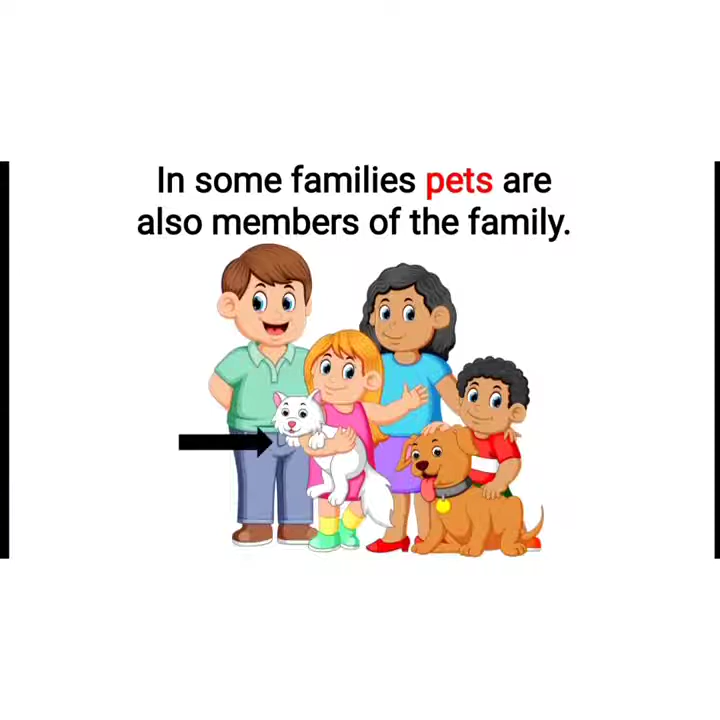 In some families pets are
also members of the family.